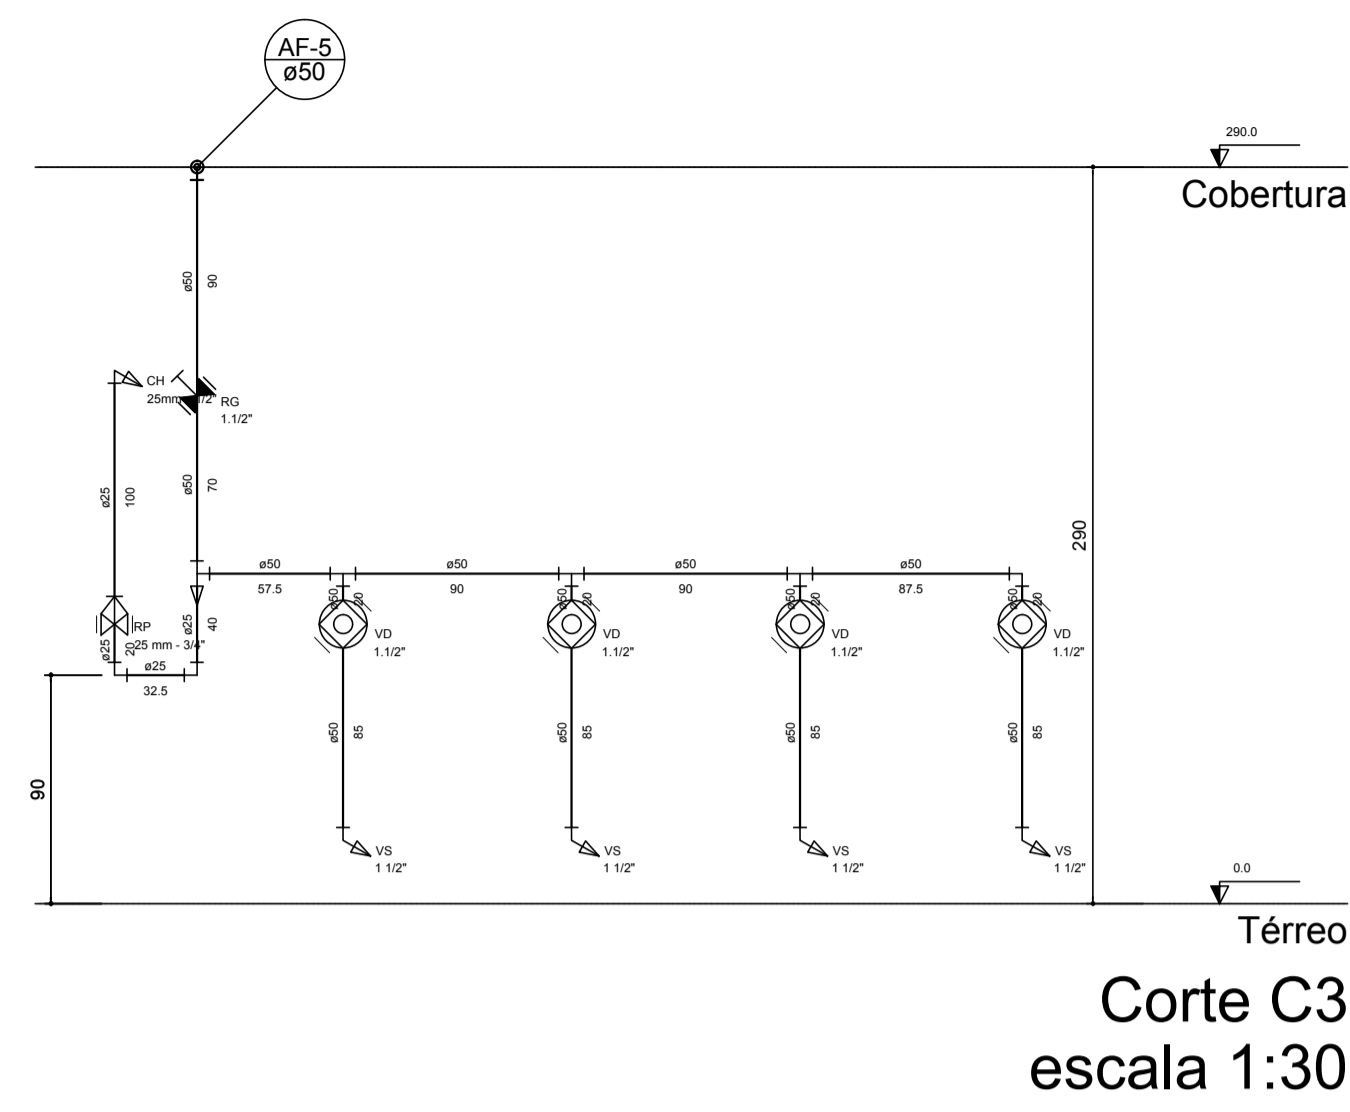 AF-5
ø50
290.0
Cobertura
ø50
90
CH
25mm
1/2"
RG
1.1/2"
ø50
70
ø25
100
290
ø50
57.5
ø50
90
ø50
90
ø50
87.5
ø50
20
ø50
20
ø50
20
ø50
20
RP
25 mm - 3/4"
ø25
20
ø25
40
ø25
32.5
VD
1.1/2"
VD
1.1/2"
VD
1.1/2"
VD
1.1/2"
ø50
85
ø50
85
ø50
85
ø50
85
90
VS
1 1/2"
VS
1 1/2"
VS
1 1/2"
VS
1 1/2"
0.0
Térreo
Corte C3
escala 1:30